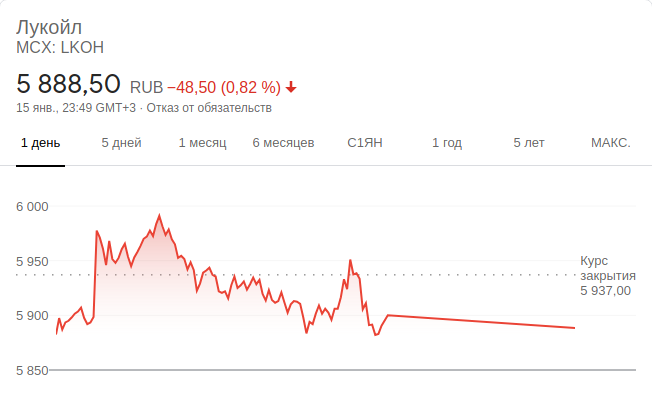 Лукойл
MCX: LKOH
5 888,50 RUB −48,50 (0,82 %)
15 янв., 23:49 GMT+3 · Отказ от обязательств
1 день 5 дней 1 месяц 6 месяцев С1ЯН 1 год 5 лет МАКС.
6 000
5 950
5 900
5 850
Курс
закрытия
5 937,00